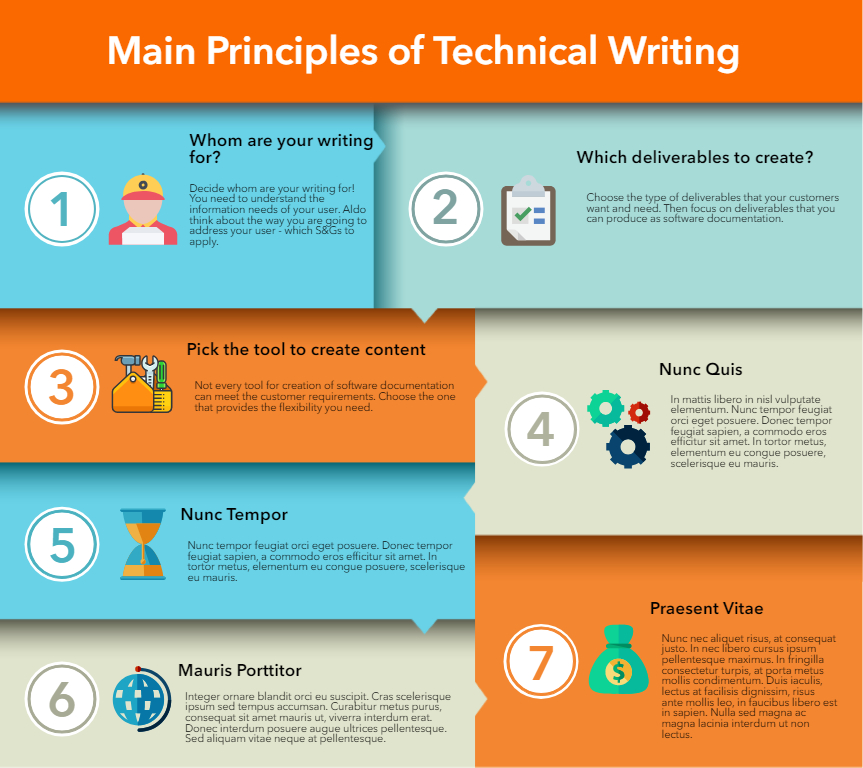 Main Principles of Technical Writing
1
Whom are your writing
for?
Decide whom are your writing for!
You need to understand the
information needs of your user. Aldo
think about the way you are going to
address your user - which S&Gs to
apply.
2
Which deliverables to create?
Choose the type of deliverables that your customers
want and need. Then focus on deliverables that you
can produce as software documentation.
3
Pick the tool to create content
Not every tool for creation of software documentation
can meet the customer requirements. Choose the one
that provides the flexibility you need.
4
Nunc Quis
In mattis libero in nisl vulputate
elementum. Nunc tempor feugiat
orci eget posuere. Donec tempor
feugiat sapien, a commodo eros
efficitur sit amet. In tortor metus,
elementum eu congue posuere,
scelerisque eu mauris.
5
Nunc Tempor
Nunc tempor feugiat orci eget posuere. Donec tempor
feugiat sapien, a commodo eros efficitur sit amet. In
tortor metus, elementum eu congue posuere, scelerisque
eu mauris.
6
Mauris Porttitor
Integer ornare blandit orci eu suscipit. Cras scelerisque
ipsum sed tempus accumsan. Curabitur metus purus,
consequat sit amet mauris ut, viverra interdum erat.
Donec interdum posuere augue ultrices pellentesque.
Sed aliquam vitae neque at pellentesque.
7
$
Praesent Vitae
Nunc nec aliquet risus, at consequat
justo. In nec libero cursus ipsum
pellentesque maximus. In fringilla
consectetur turpis, at porta metus
mollis condimentum. Duis iaculis,
lectus at facilisis dignissim, risus
ante mollis leo, in faucibus libero est
in sapien. Nulla sed magna ac
magna lacinia interdum ut non
lectus.